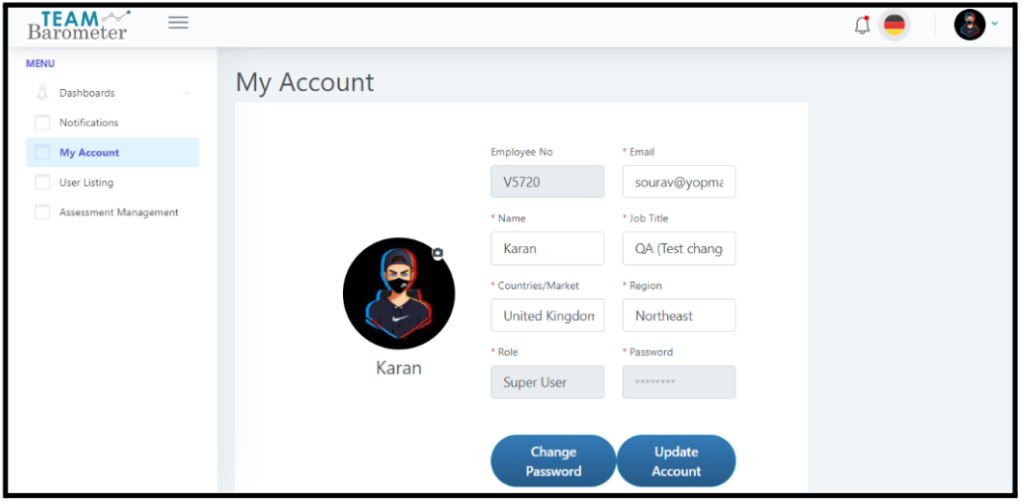 TEAM
Barometer
MENU
Dashboards
Notifications
My Account
User Listing
Assessment Management
My Account
Employee No
* Email
V5720
sourav@yopma
* Name
* Job Title
Karan
QA (Test chang
* Countries/Market
* Region
United Kingdom
Northeast
* Role
* Password
Super User
********
Karan
Change
Password
Update
Account